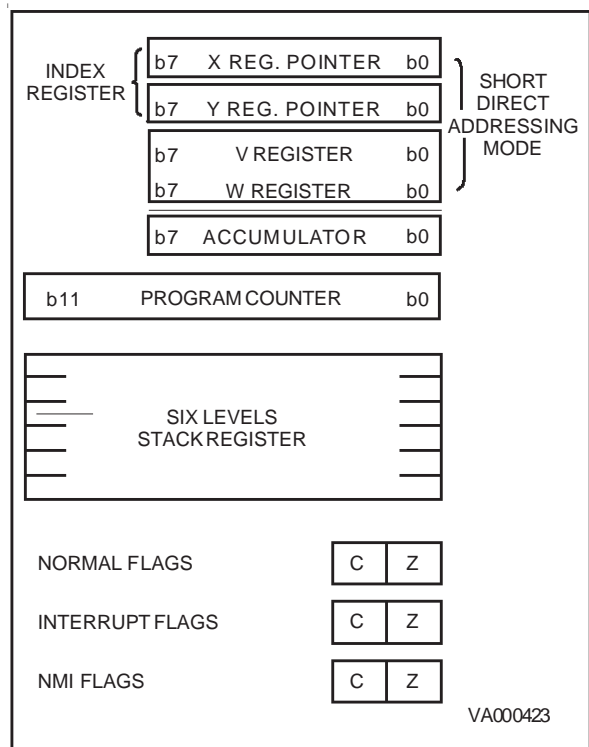 INDEX
REGISTER
b7 X REG. POINTER b0
b7 Y REG. POINTER b0
b7 V REGISTER b0
b7 W REGISTER b0
b7 ACCUMULATOR b0
SHORT
DIRECT
ADDRESSING
MODE
b11 PROGRAM COUNTER b0
SIX LEVELS
STACK REGISTER
NORMAL FLAGS C Z
INTERRUPT FLAGS C Z
NMI FLAGS C Z
VA000423